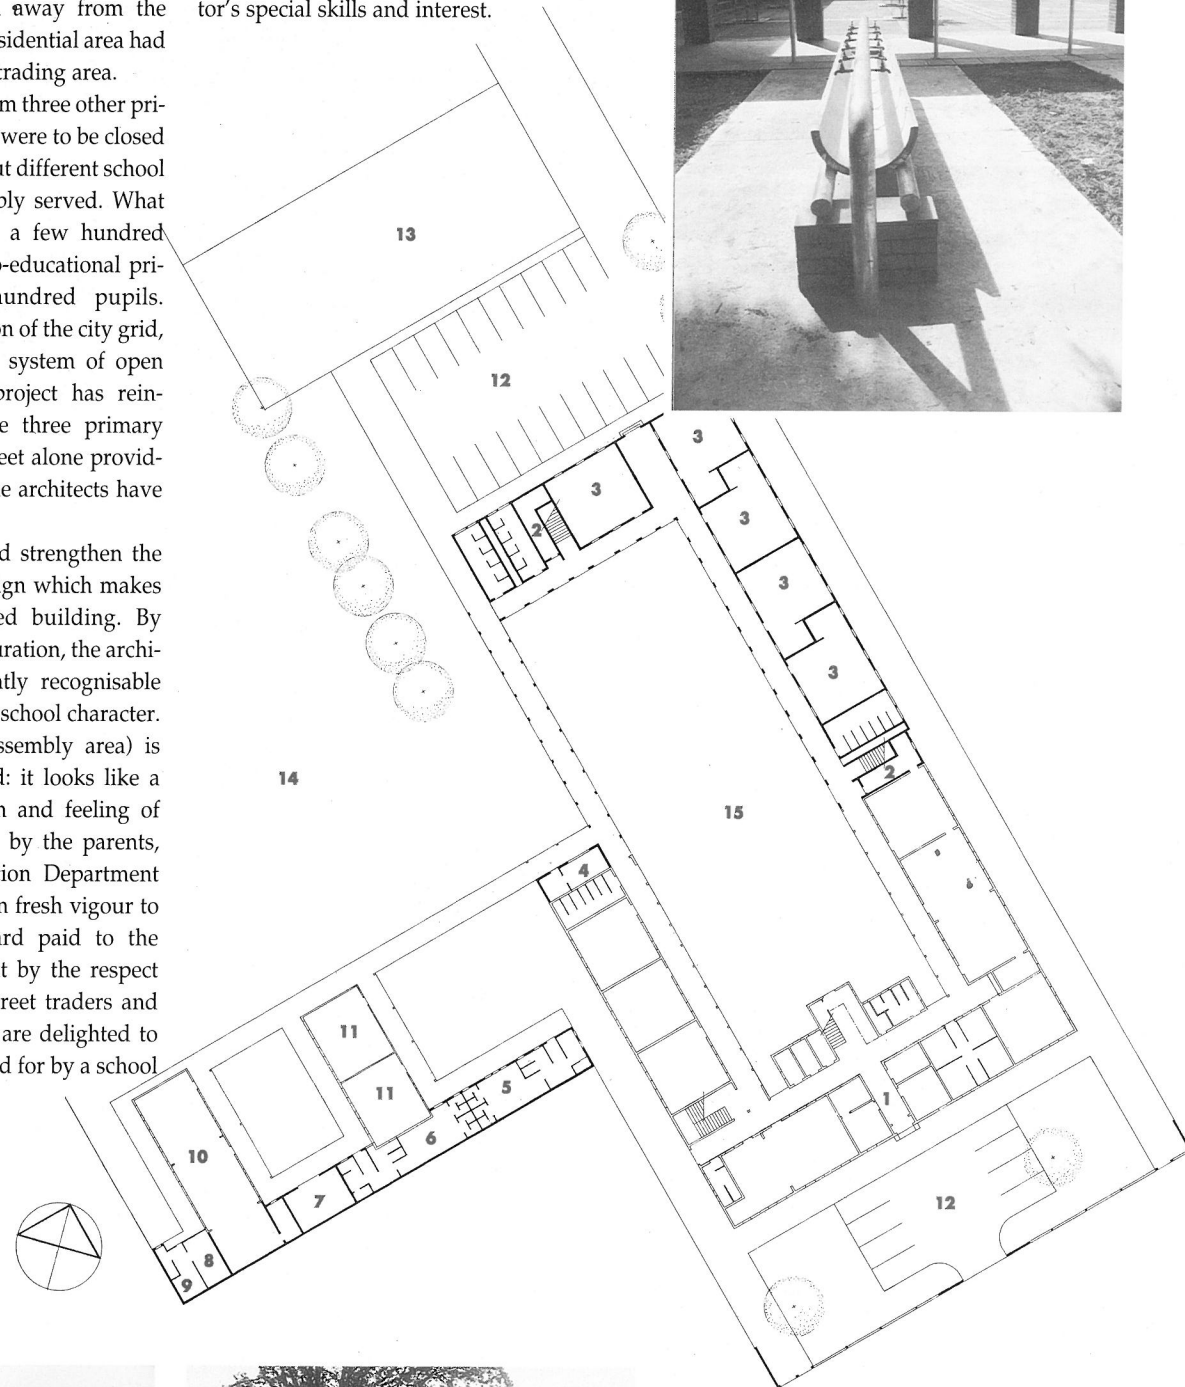 away from the
sidential area had
trading area.
m three other pri-
were to be closed
ut different school
bly served. What
a few hundred
o-educational pri-
hundred pupils.
on of the city grid,
system of open
project has rein-
e three primary
eet alone provid-
e architects have
d strengthen the
ign which makes
ed building. By
uration, the archi-
ntly recognisable
school character.
ssembly area) is
d: it looks like a
n and feeling of
by the parents,
tion Department
n fresh vigour to
ard paid to the
t by the respect
reet traders and
are delighted to
d for by a school
tor's special skills and interest.
13
12
3
3
2
3
3
3
2
14
15
4
11
11
5
6
1
10
7
12
8
9